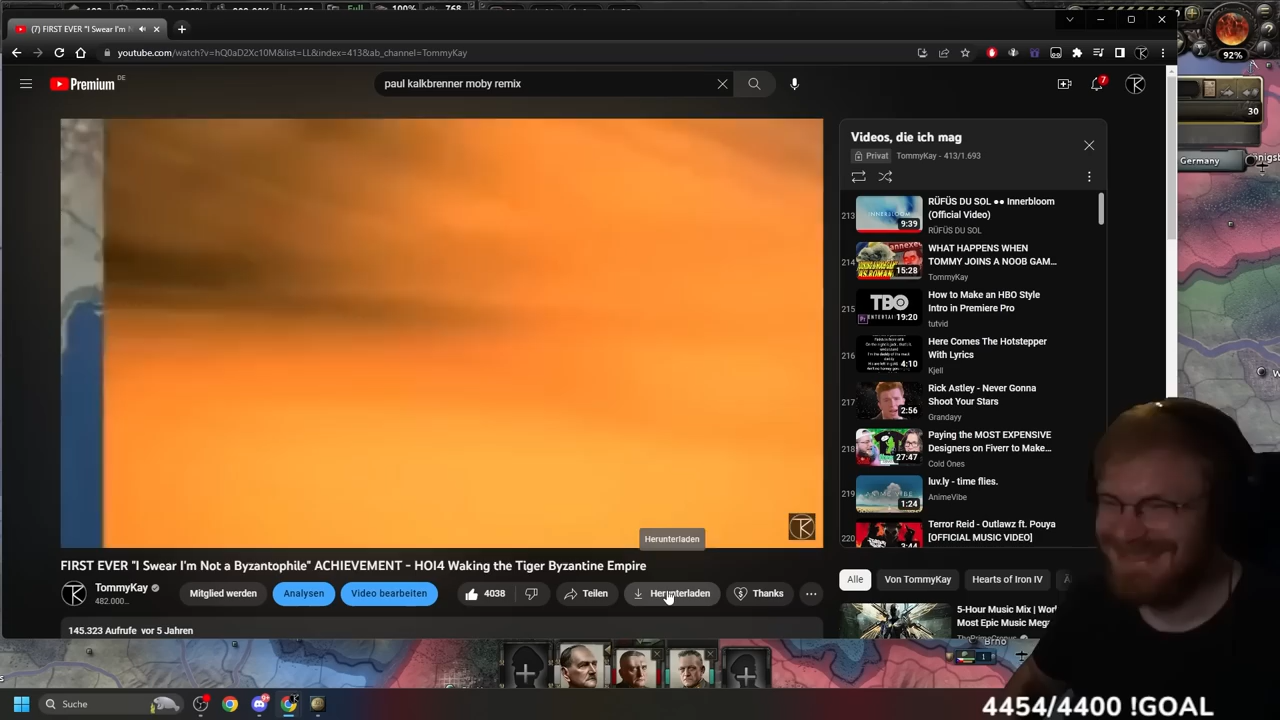 (7) FIRST EVER "I Swear I'm
youtube.com/watch?v=hQ0aD2Xc10M&list=LL&index=413&ab_channel=TommyKay
92%
Premium DE
paul kalkbrenner moby remix
7
30
Germany
Videos, die ich mag
Privat TommyKay - 413/1.693
213
RÜFÜS DU SOL ●● Innerbloom
(Official Video)
RÜFÜS DU SOL
9:39
214
WHAT HAPPENS WHEN
TOMMY JOINS A NOOB GAM...
TommyKay
15:28
215
How to Make an HBO Style
Intro in Premiere Pro
tutvid
19:20
216
Here Comes The Hotstepper
With Lyrics
Kjell
4:10
217
Rick Astley - Never Gonna
Shoot Your Stars
Grandayy
2:56
218
Paying the MOST EXPENSIVE
Designers on Fiverr to Make...
Cold Ones
27:47
219
luv.ly - time flies.
AnimeVibe
1:24
220
Terror Reid - Outlawz ft. Pouya
[OFFICIAL MUSIC VIDEO]
3:44
Herunterladen
FIRST EVER "I Swear I'm Not a Byzantophile" ACHIEVEMENT - HOI4 Waking the Tiger Byzantine Empire
TommyKay
482.000...
Mitglied werden
Analysen
Video bearbeiten
4038
Teilen
Herunterladen
Thanks
Alle
Von TommyKay
Hearts of Iron IV
145.323 Aufrufe vor 5 Jahren
5-Hour Music Mix | Worl
Most Epic Music Meg
Brno
1
Suche
4454/4400 !GOAL